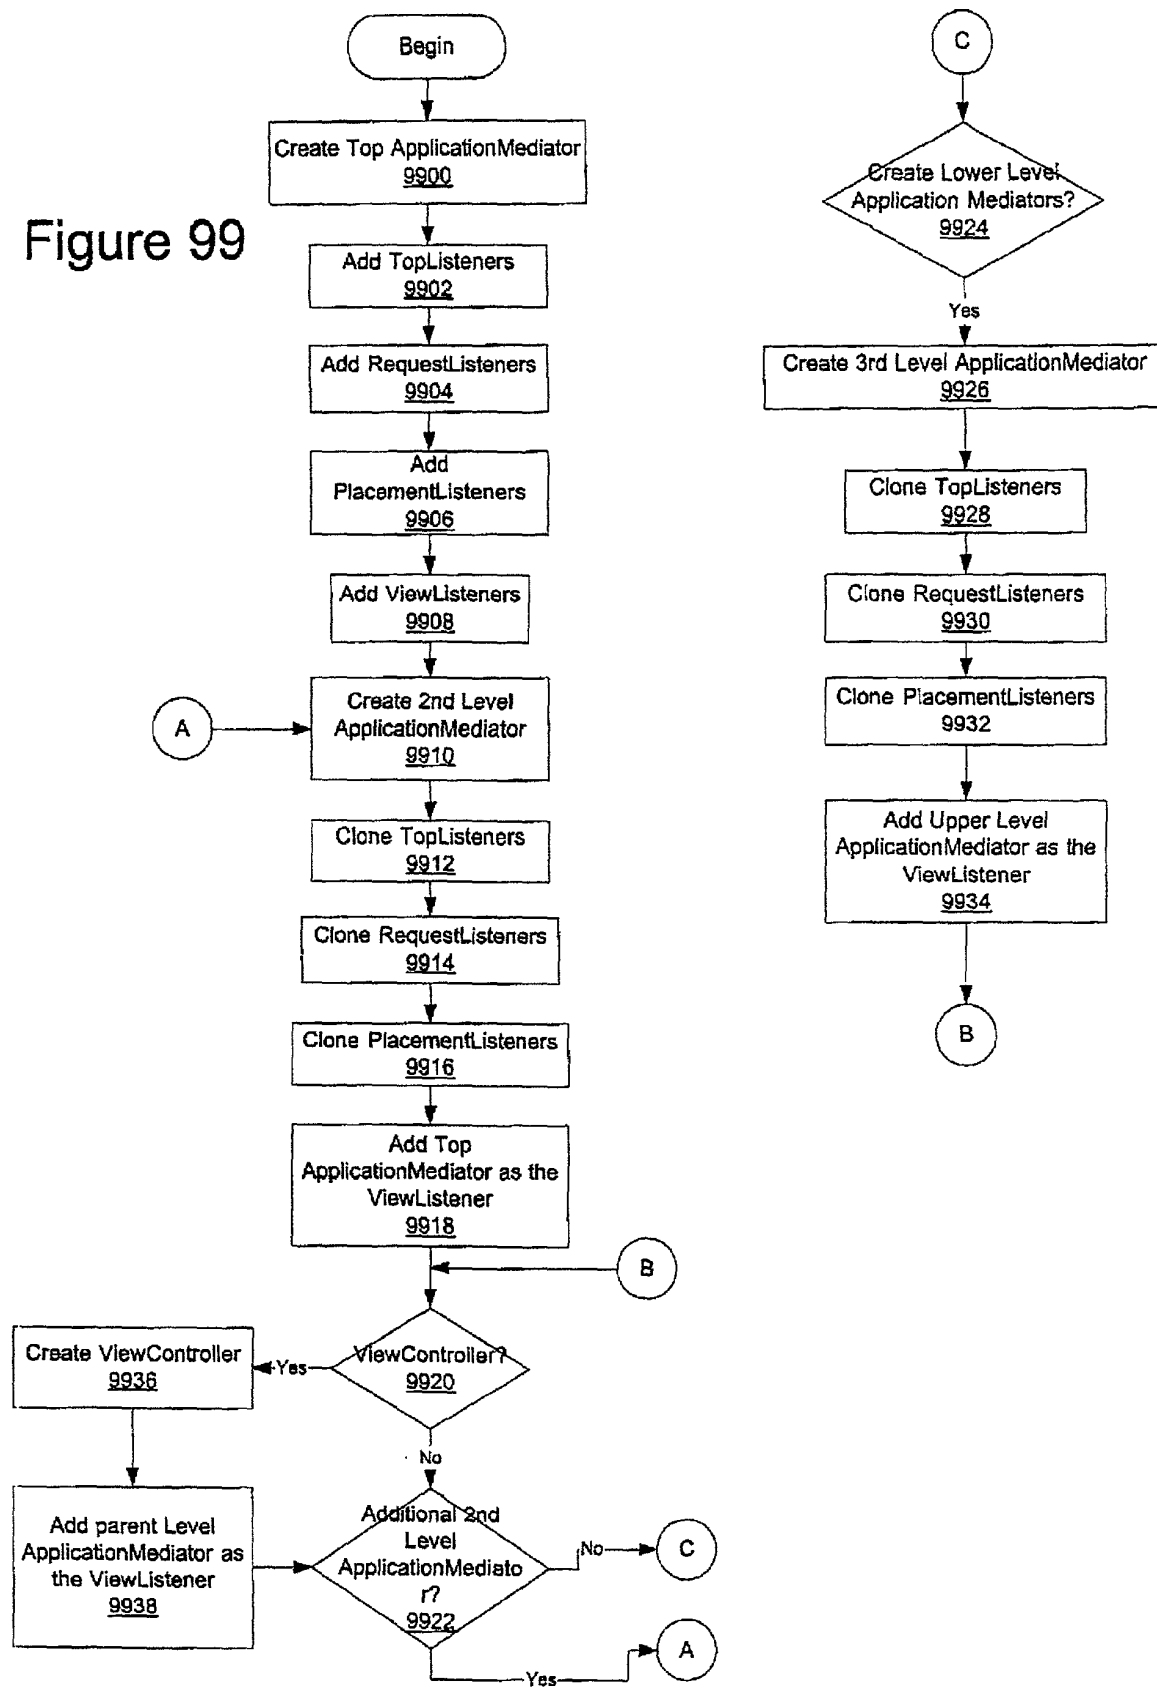 Begin
Create Top ApplicationMediator
9900
Figure 99
Add TopListeners
9902
Add RequestListeners
9904
Add
PlacementListeners
9906
Add ViewListeners
9908
A
Create 2nd Level
ApplicationMediator
9910
Clone TopListeners
9912
Clone RequestListeners
9914
Clone PlacementListeners
9916
Add Top
ApplicationMediator as the
ViewListener
9918
B
ViewController?
9920
Yes
Create ViewController
9936
No
Add parent Level
ApplicationMediator as
the ViewListener
9938
Additional 2nd
Level
ApplicationMediato
r?
9922
No
C
Yes
A
C
Create Lower Level
Application Mediators?
9924
Yes
Create 3rd Level ApplicationMediator
9926
Clone TopListeners
9928
Clone RequestListeners
9930
Clone PlacementListeners
9932
Add Upper Level
ApplicationMediator as the
ViewListener
9934
B